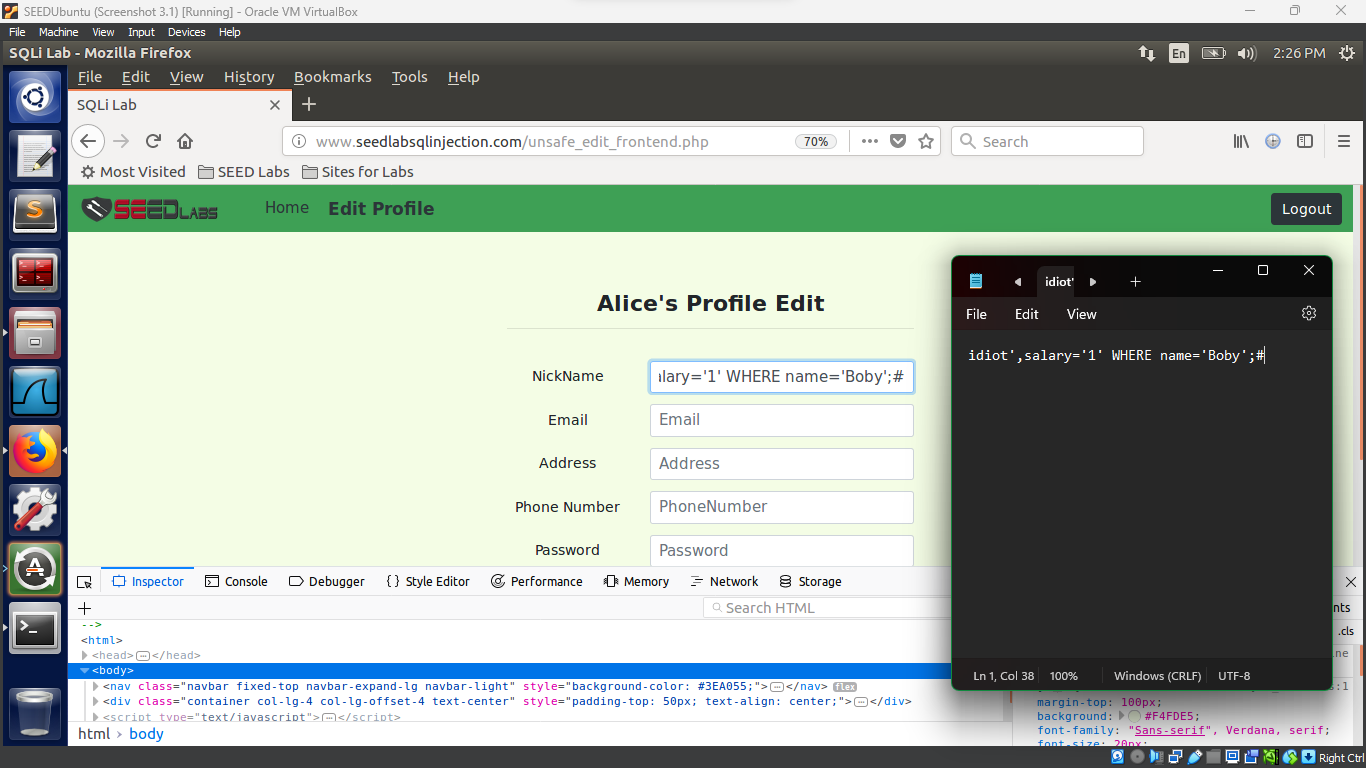 SEEDUbuntu (Screenshot 3.1) [Running] - Oracle VM VirtualBox
File Machine View Input Devices Help
SQLi Lab - Mozilla Firefox En 2:26 PM
File Edit View History Bookmarks Tools Help
SQLi Lab
www.seedlabsqlinjection.com/unsafe_edit_frontend.php 70% Search
Most Visited SEED Labs Sites for Labs
SEEDLABS Home Edit Profile Logout
Alice's Profile Edit
NickName alary='1' WHERE name='Boby';#
Email Email
Address Address
Phone Number PhoneNumber
Password Password
idiot'
File Edit View
idiot',salary='1' WHERE name='Boby';#
Ln 1, Col 38 100% Windows (CRLF) UTF-8
Inspector Console Debugger Style Editor Performance Memory Network Storage
Search HTML
-->
<html>
<head></head>
<body>
<nav class="navbar fixed-top navbar-expand-lg navbar-light" style="background-color: #3EA055;"></nav> flex
<div class="container col-lg-4 col-lg-offset-4 text-center" style="padding-top: 50px; text-align: center;"></div>
<script type="text/javascript"></script>
html › body
nts
.cls
ine
s:1
margin-top: 100px;
background: #F4FDE5;
font-family: "Sans-serif", Verdana, serif;
font-size: 20px;
Right Ctrl